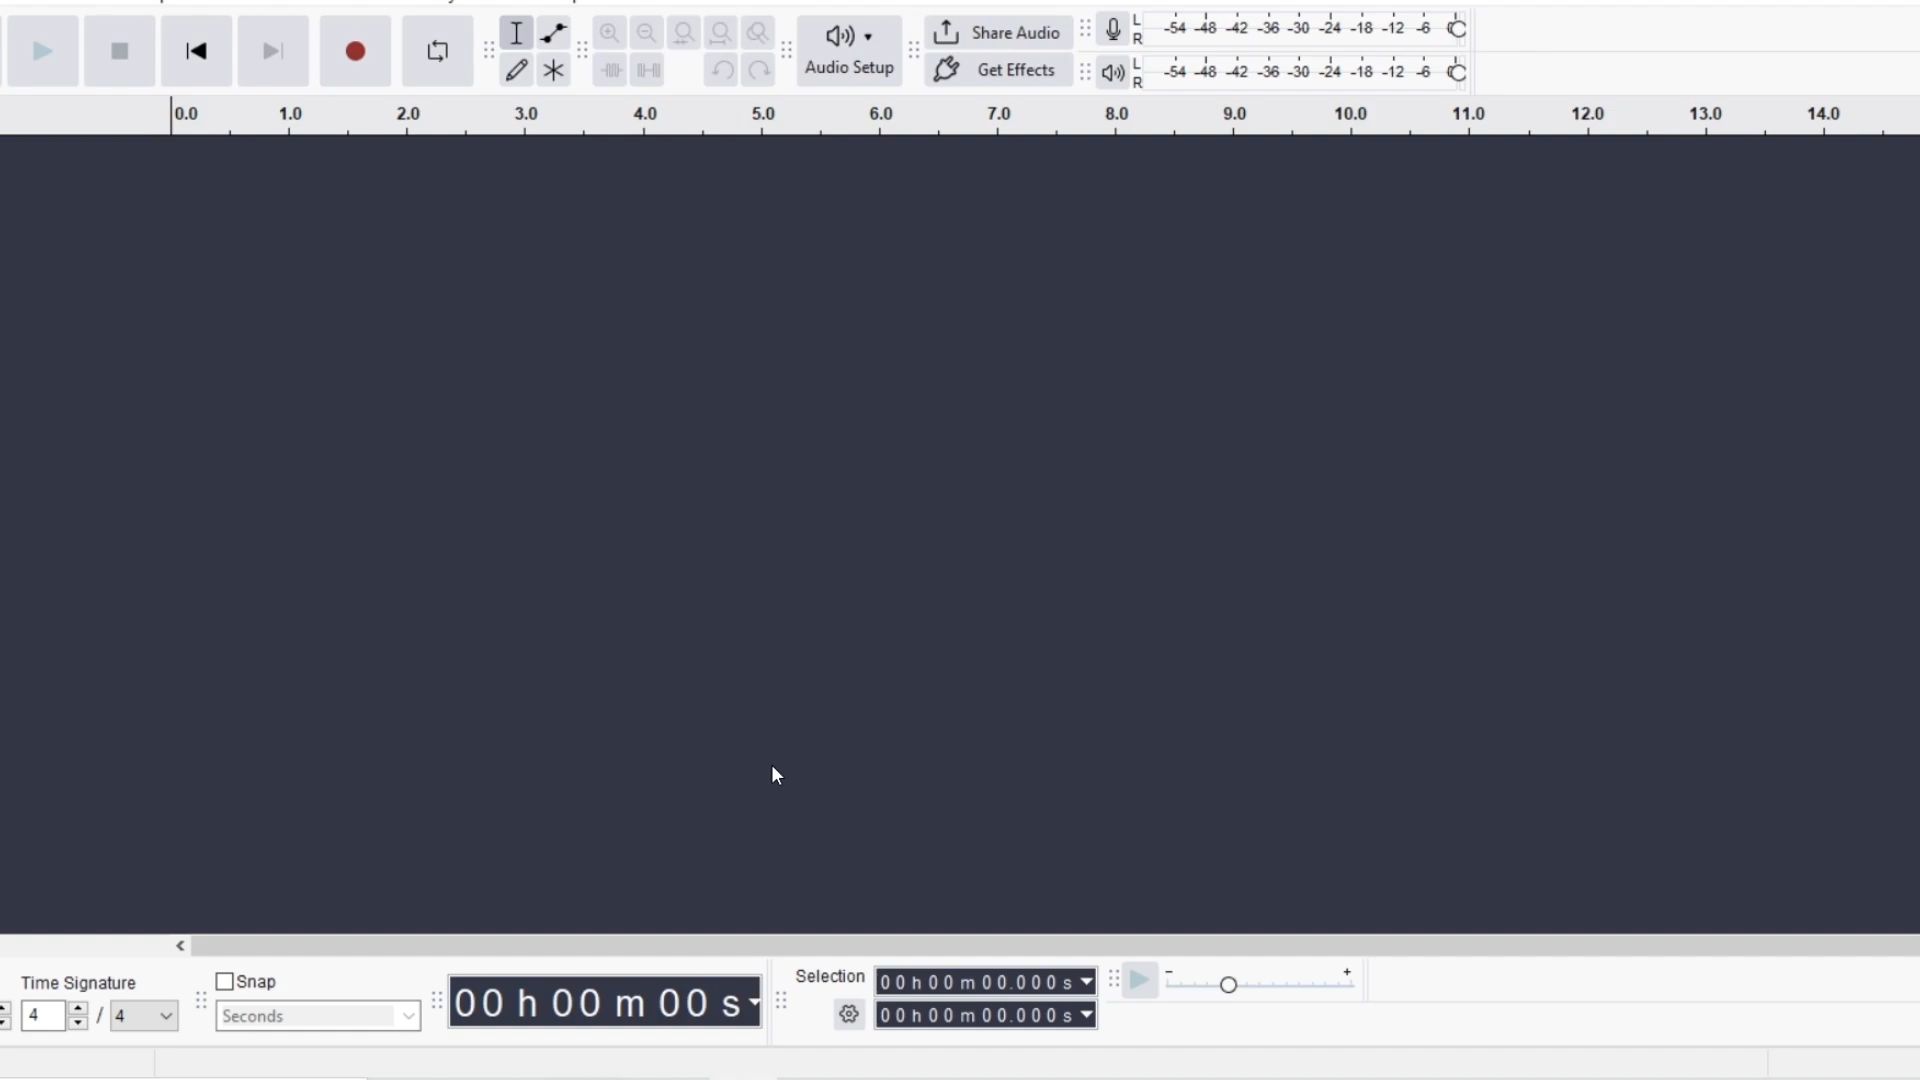 Share Audio
L
R
-54 -48 -42 -36 -30 -24 -18 -12 -6 0
Audio Setup
Get Effects
L
R
-54 -48 -42 -36 -30 -24 -18 -12 -6 0
0.0 1.0 2.0 3.0 4.0 5.0 6.0 7.0 8.0 9.0 10.0 11.0 12.0 13.0 14.0
Time Signature
4 / 4
Snap
Seconds
00 h 00 m 00 s
Selection
00 h 00 m 00.000 s
00 h 00 m 00.000 s
- +